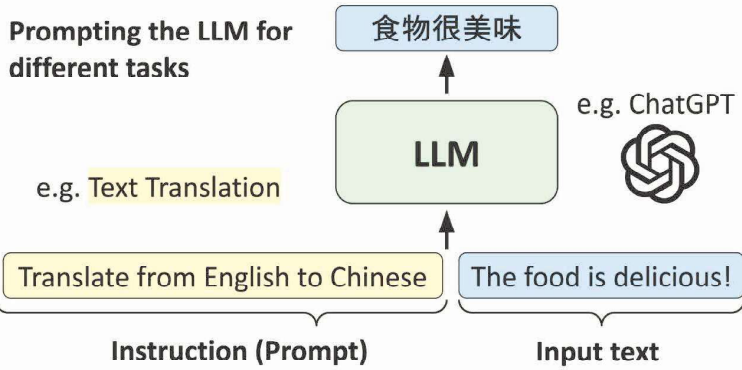 Prompting the LLM for
different tasks
食物很美味
e.g. ChatGPT
LLM
e.g. Text Translation
Translate from English to Chinese
The food is delicious!
Instruction (Prompt)
Input text